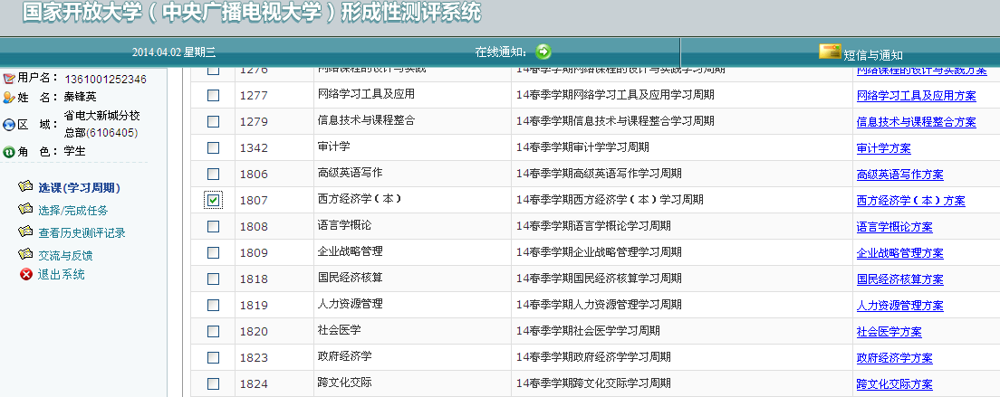 国家开放大学（中央广播电视大学）形成性测评系统
2014.04.02 星期三 在线通知： 短信与通知
用户名： 1361001252346
姓 名： 秦锋英
区 域： 省电大新城分校
总部(6106405)
角 色： 学生
选课(学习周期)
选择/完成任务
查看历史测评记录
交流与反馈
退出系统
1276 网络课程的设计与实践 14春季学期网络课程的设计与实践学习周期 网络课程的设计与实践方案
1277 网络学习工具及应用 14春季学期网络学习工具及应用学习周期 网络学习工具及应用方案
1279 信息技术与课程整合 14春季学期信息技术与课程整合学习周期 信息技术与课程整合方案
1342 审计学 14春季学期审计学学习周期 审计学方案
1806 高级英语写作 14春季学期高级英语写作学习周期 高级英语写作方案
1807 西方经济学（本） 14春季学期西方经济学（本）学习周期 西方经济学（本）方案
1808 语言学概论 14春季学期语言学概论学习周期 语言学概论方案
1809 企业战略管理 14春季学期企业战略管理学习周期 企业战略管理方案
1818 国民经济核算 14春季学期国民经济核算学习周期 国民经济核算方案
1819 人力资源管理 14春季学期人力资源管理学习周期 人力资源管理方案
1820 社会医学 14春季学期社会医学学习周期 社会医学方案
1823 政府经济学 14春季学期政府经济学学习周期 政府经济学方案
1824 跨文化交际 14春季学期跨文化交际学习周期 跨文化交际方案